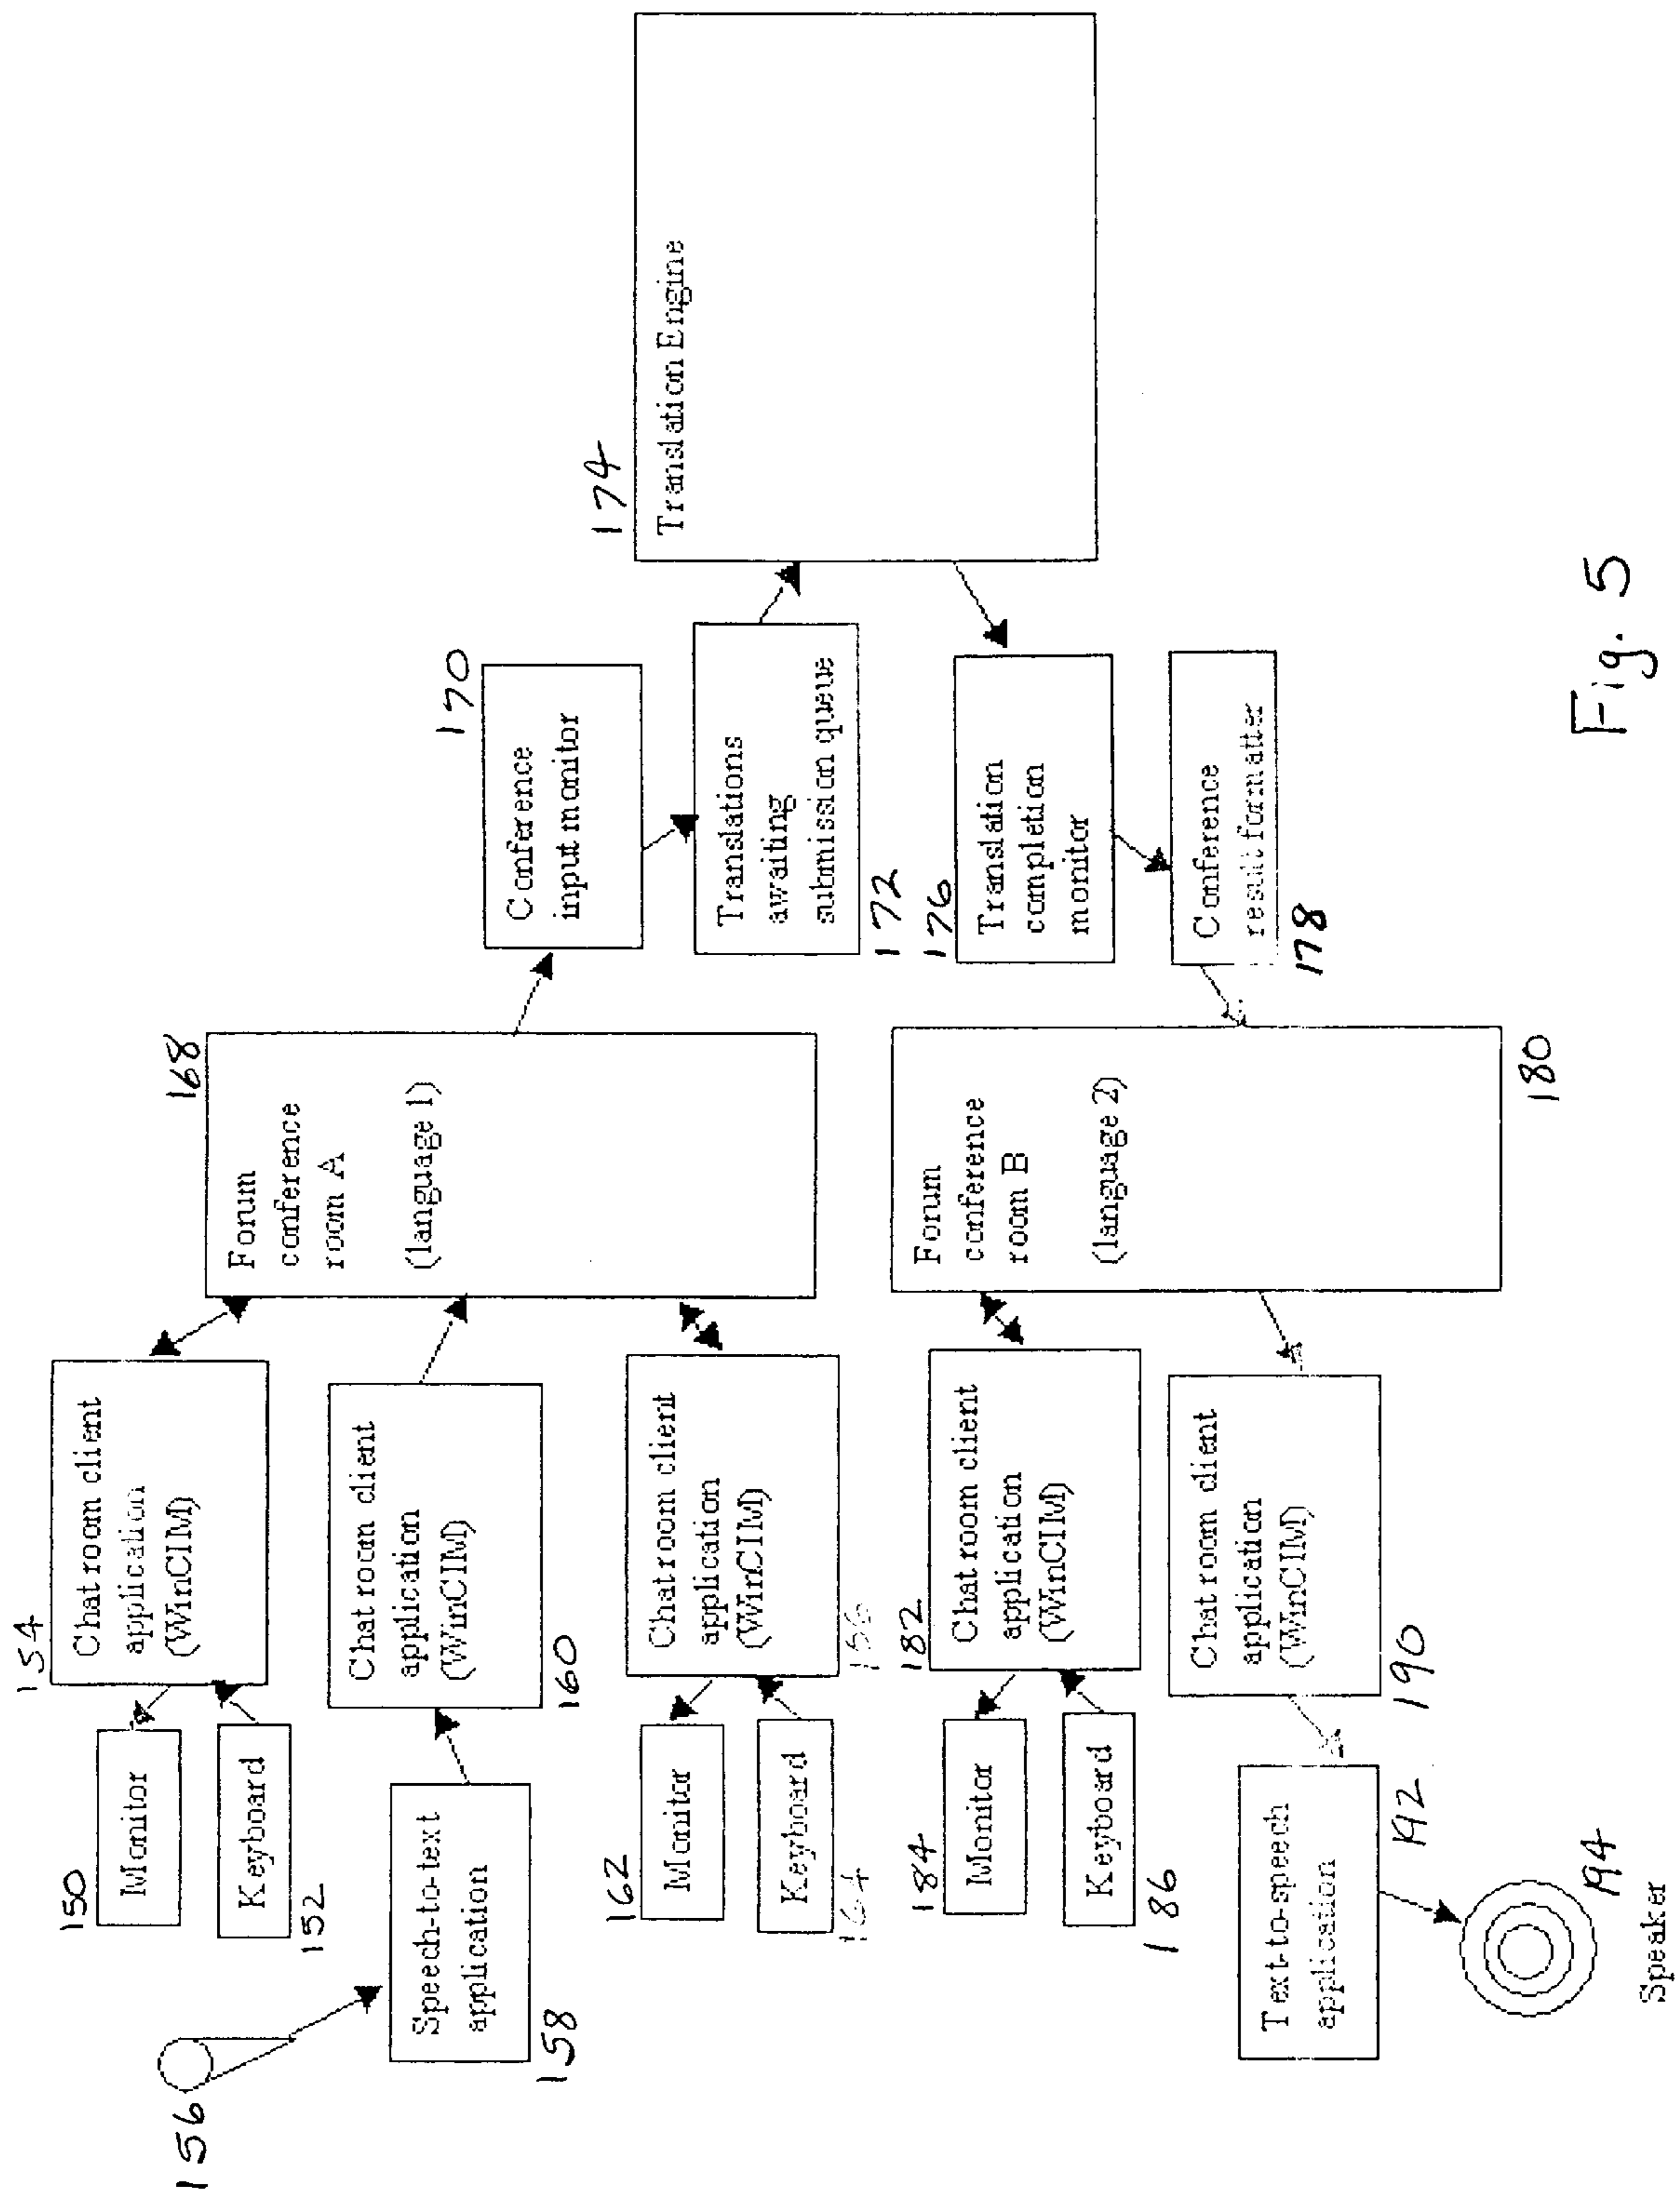 154
Chat room client
application
(WinCIM)
150
Monitor
Keyboard
152
156
Speech-to-text
application
158
Chat room client
application
(WinCIM)
160
162
Monitor
Keyboard
164
Chat room client
application
(WinCIM)
182
Chat room client
application
(WinCIM)
184
Monitor
Keyboard
186
Chat room client
application
(WinCIM)
190
Text-to-speech
application
192
194
Speaker
168
Forum
conference
room A
(language 1)
Forum
conference
room B
(language 2)
180
170
Conference
input monitor
Translations
awaiting
submission queue
172
176
Translation
completion
monitor
Conference
result formatter
178
174
Translation Engine
Fig. 5